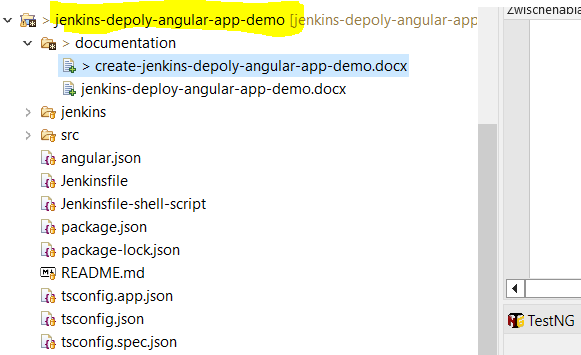 > jenkins-depoly-angular-app-demo [jenkins-depoly-angular-app
Zwischenabla
> documentation
> create-jenkins-depoly-angular-app-demo.docx
jenkins-deploy-angular-app-demo.docx
jenkins
src
angular.json
Jenkinsfile
Jenkinsfile-shell-script
package.json
package-lock.json
README.md
tsconfig.app.json
tsconfig.json
tsconfig.spec.json
TestNG